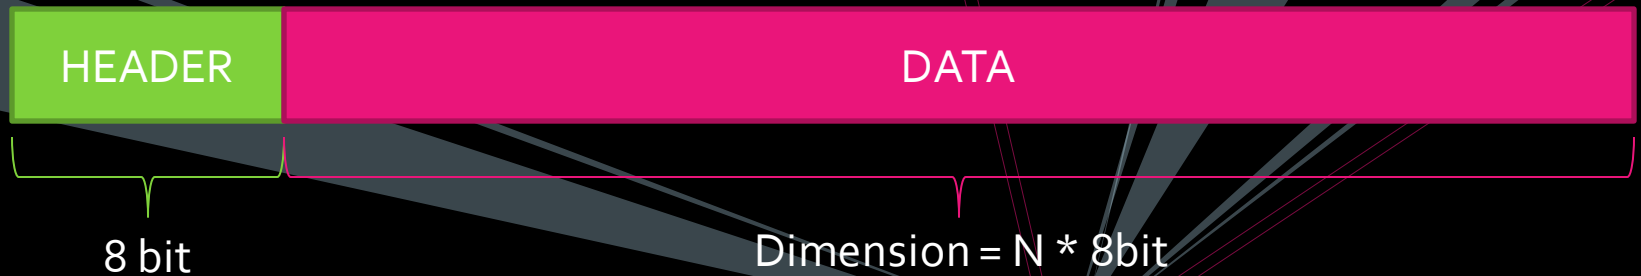 HEADER DATA
8 bit Dimension = N * 8bit